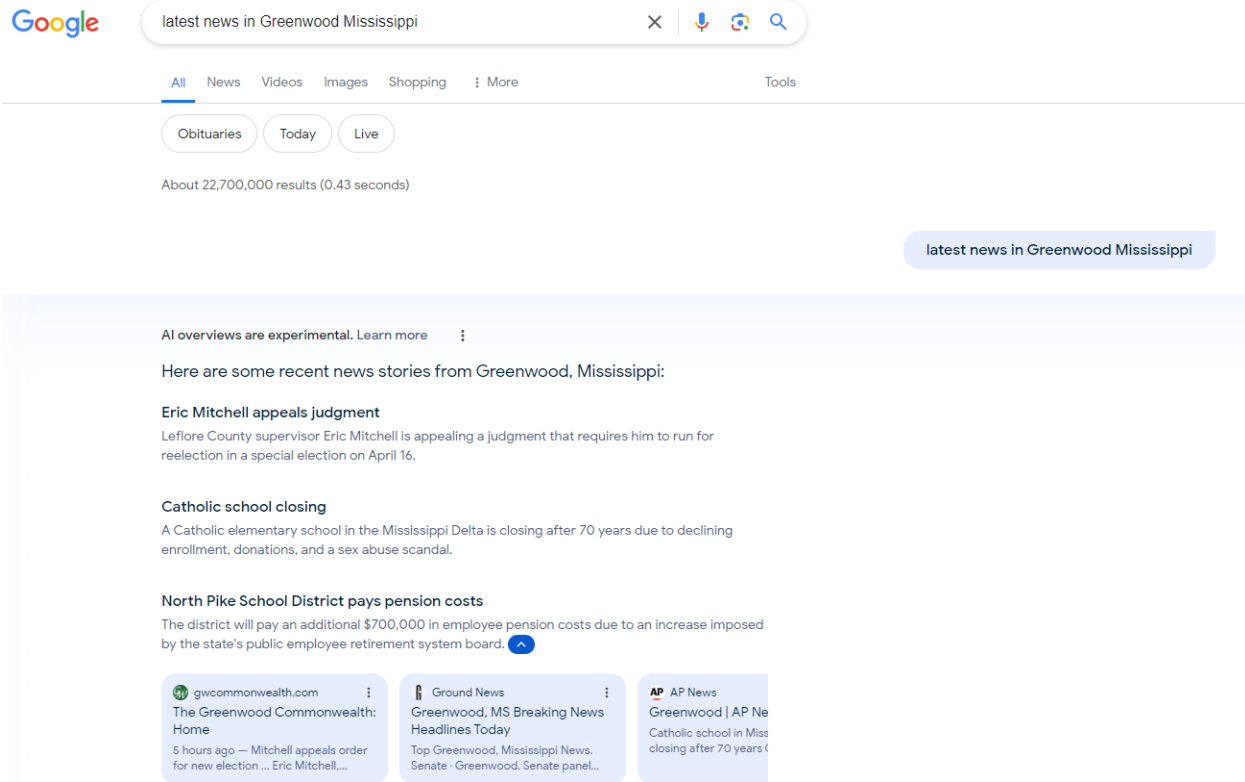 Google
latest news in Greenwood Mississippi
All News Videos Images Shopping More Tools
Obituaries Today Live
About 22,700,000 results (0.43 seconds)
latest news in Greenwood Mississippi
AI overviews are experimental. Learn more
Here are some recent news stories from Greenwood, Mississippi:
Eric Mitchell appeals judgment
Leflore County supervisor Eric Mitchell is appealing a judgment that requires him to run for
reelection in a special election on April 16.
Catholic school closing
A Catholic elementary school in the Mississippi Delta is closing after 70 years due to declining
enrollment, donations, and a sex abuse scandal.
North Pike School District pays pension costs
The district will pay an additional $700,000 in employee pension costs due to an increase imposed
by the state's public employee retirement system board.
gwcommonwealth.com
The Greenwood Commonwealth:
Home
5 hours ago — Mitchell appeals order
for new election ... Eric Mitchell,...
Ground News
Greenwood, MS Breaking News
Headlines Today
Top Greenwood, Mississippi News.
Senate · Greenwood. Senate panel...
AP AP News
Greenwood | AP Ne
Catholic school in Miss
closing after 70 years